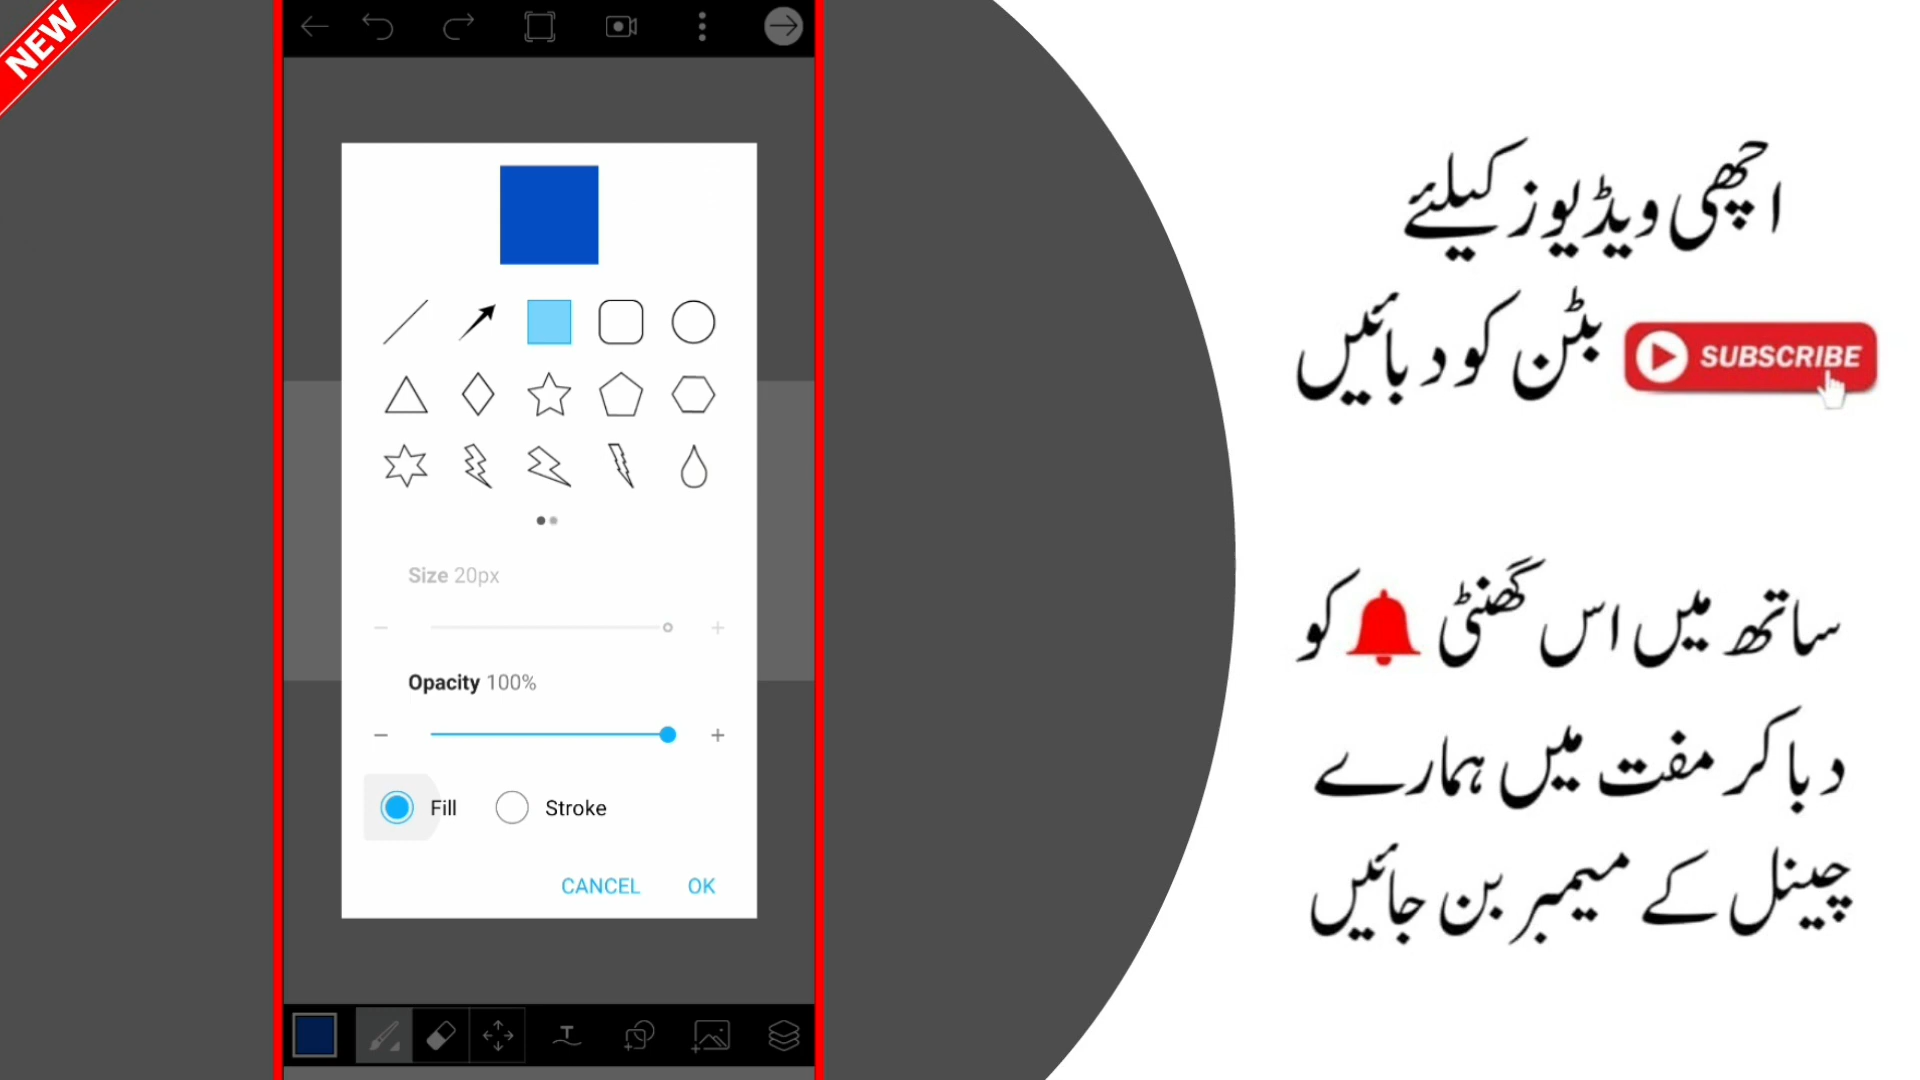 NEW
Size 20px
Opacity 100%
Fill Stroke
CANCEL OK
اچھی ویڈیوز کیلئے
SUBSCRIBE بٹن کو دبائیں
ساتھ میں اس گھنٹی کو
دبا کر مفت میں ہمارے
چینل کے میمبر بن جائیں